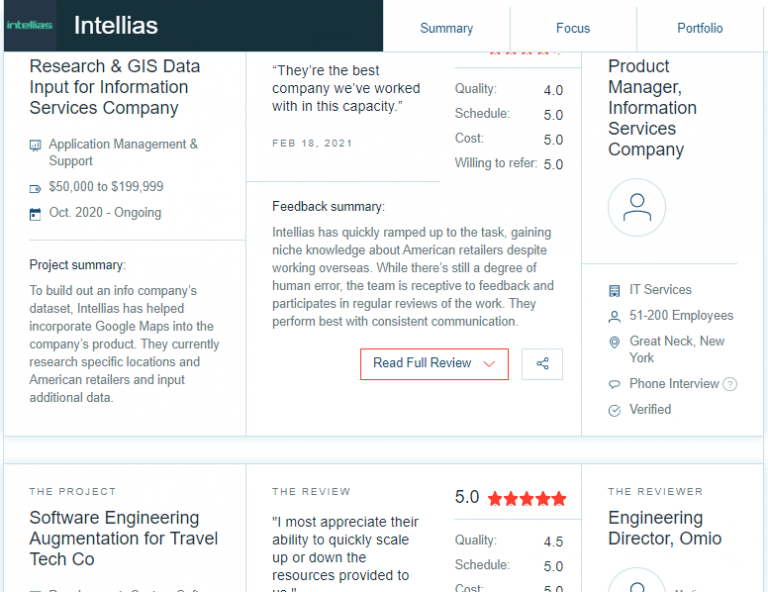 intellias
Intellias
Summary
Focus
Portfolio
Research & GIS Data
Input for Information
Services Company
Application Management &
Support
$50,000 to $199,999
Oct. 2020 - Ongoing
Project summary:
To build out an info company's
dataset, Intellias has helped
incorporate Google Maps into the
company's product. They currently
research specific locations and
American retailers and input
additional data.
“They're the best
company we've worked
with in this capacity.”
FEB 18, 2021
Quality: 4.0
Schedule: 5.0
Cost: 5.0
Willing to refer: 5.0
Feedback summary:
Intellias has quickly ramped up to the task, gaining
niche knowledge about American retailers despite
working overseas. While there's still a degree of
human error, the team is receptive to feedback and
participates in regular reviews of the work. They
perform best with consistent communication.
Read Full Review
Product
Manager,
Information
Services
Company
IT Services
51-200 Employees
Great Neck, New
York
Phone Interview ?
Verified
THE PROJECT
Software Engineering
Augmentation for Travel
Tech Co
THE REVIEW
"I most appreciate their
ability to quickly scale
up or down the
resources provided to
us."
5.0
Quality: 4.5
Schedule: 5.0
Cost: 5.0
THE REVIEWER
Engineering
Director, Omio